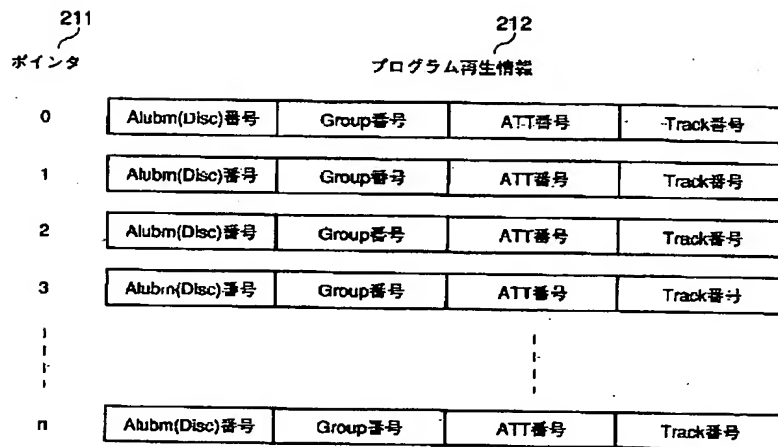 211 212
ポインタ プログラム再生情報
0 Alubm(Disc)番号 Group番号 ATT番号 Track番号
1 Alubm(Disc)番号 Group番号 ATT番号 Track番号
2 Alubm(Disc)番号 Group番号 ATT番号 Track番号
3 Alubm(Disc)番号 Group番号 ATT番号 Track番号
n Alubm(Disc)番号 Group番号 ATT番号 Track番号